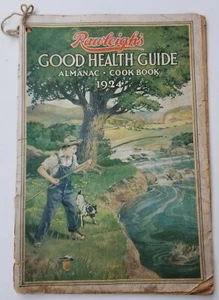 Rawleigh's
GOOD HEALTH GUIDE
ALMANAC · COOK BOOK
1924